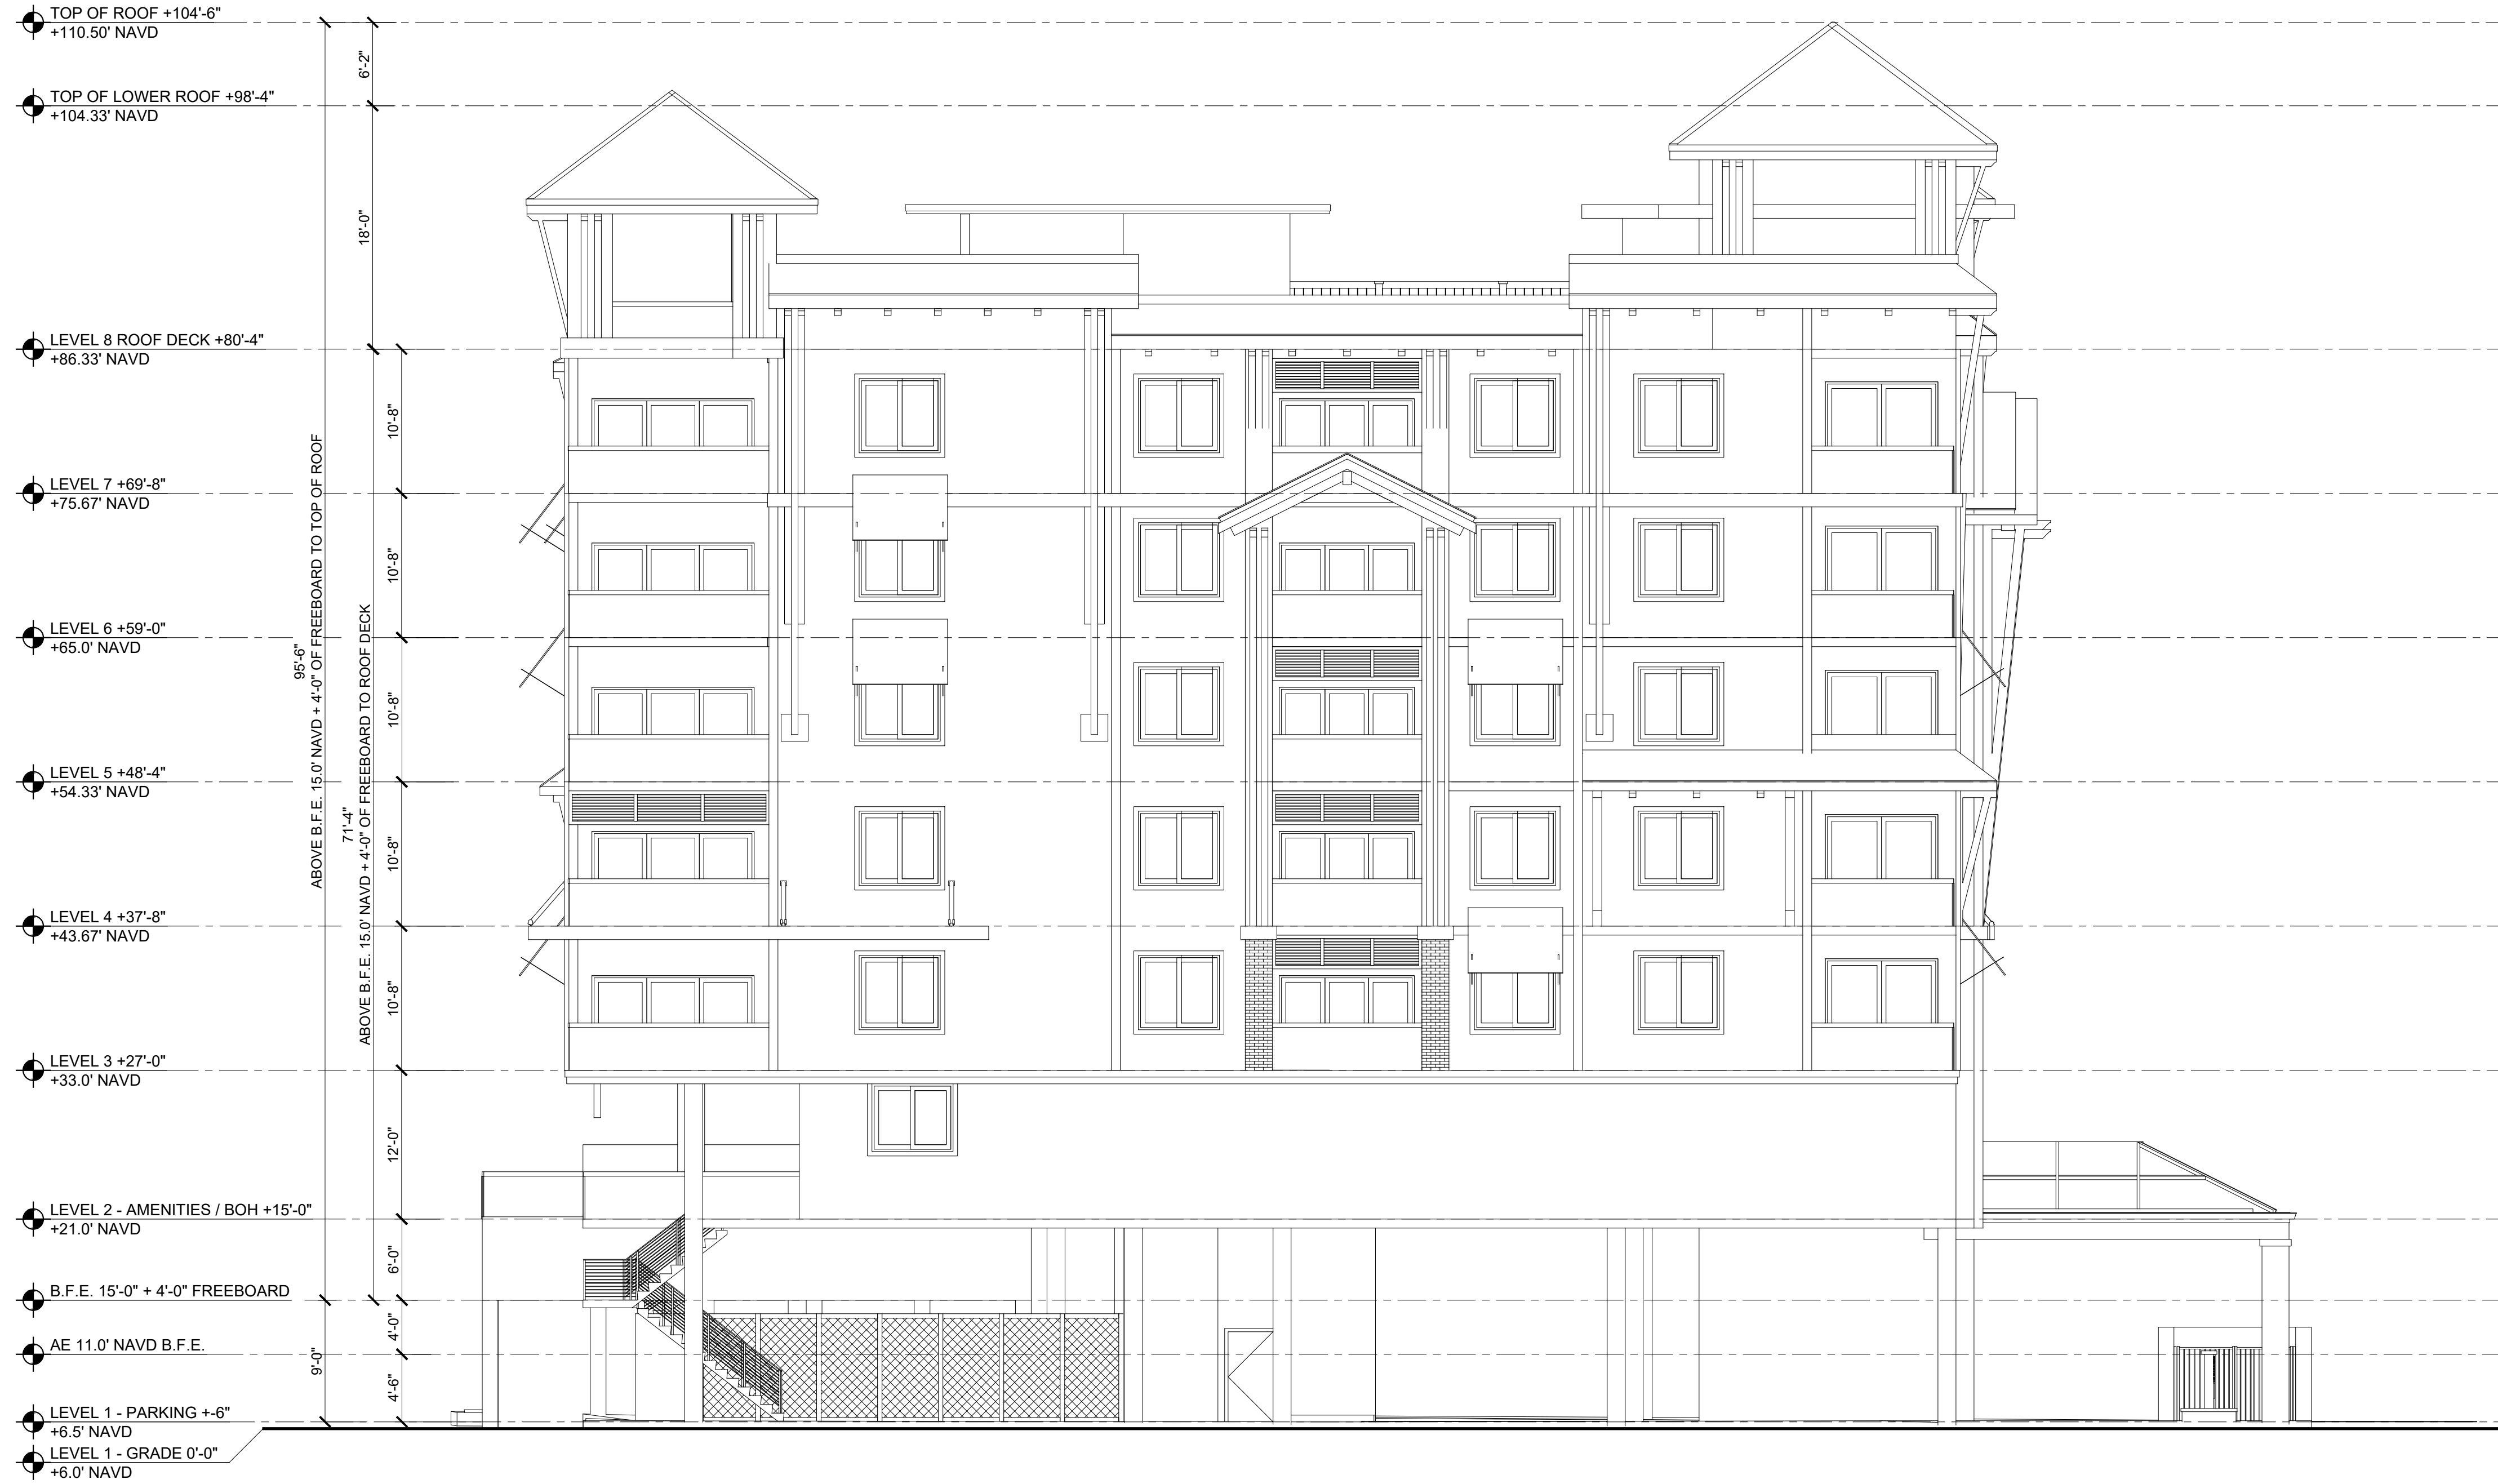 TOP OF ROOF +104'-6"
+110.50' NAVD
6'-2"
TOP OF LOWER ROOF +98'-4"
+104.33' NAVD
18'-0"
LEVEL 8 ROOF DECK +80'-4"
+86.33' NAVD
10'-8"
LEVEL 7 +69'-8"
+75.67' NAVD
10'-8"
LEVEL 6 +59'-0"
+65.0' NAVD
95'-6"
ABOVE B.F.E. 15.0' NAVD + 4'-0" OF FREEBOARD TO TOP OF ROOF
10'-8"
LEVEL 5 +48'-4"
+54.33' NAVD
71'-4"
ABOVE B.F.E. 15.0' NAVD + 4'-0" OF FREEBOARD TO ROOF DECK
10'-8"
LEVEL 4 +37'-8"
+43.67' NAVD
10'-8"
LEVEL 3 +27'-0"
+33.0' NAVD
12'-0"
LEVEL 2 - AMENITIES / BOH +15'-0"
+21.0' NAVD
6'-0"
B.F.E. 15'-0" + 4'-0" FREEBOARD
4'-0"
AE 11.0' NAVD B.F.E.
9'-0"
4'-6"
LEVEL 1 - PARKING +-6"
+6.5' NAVD
LEVEL 1 - GRADE 0'-0"
+6.0' NAVD